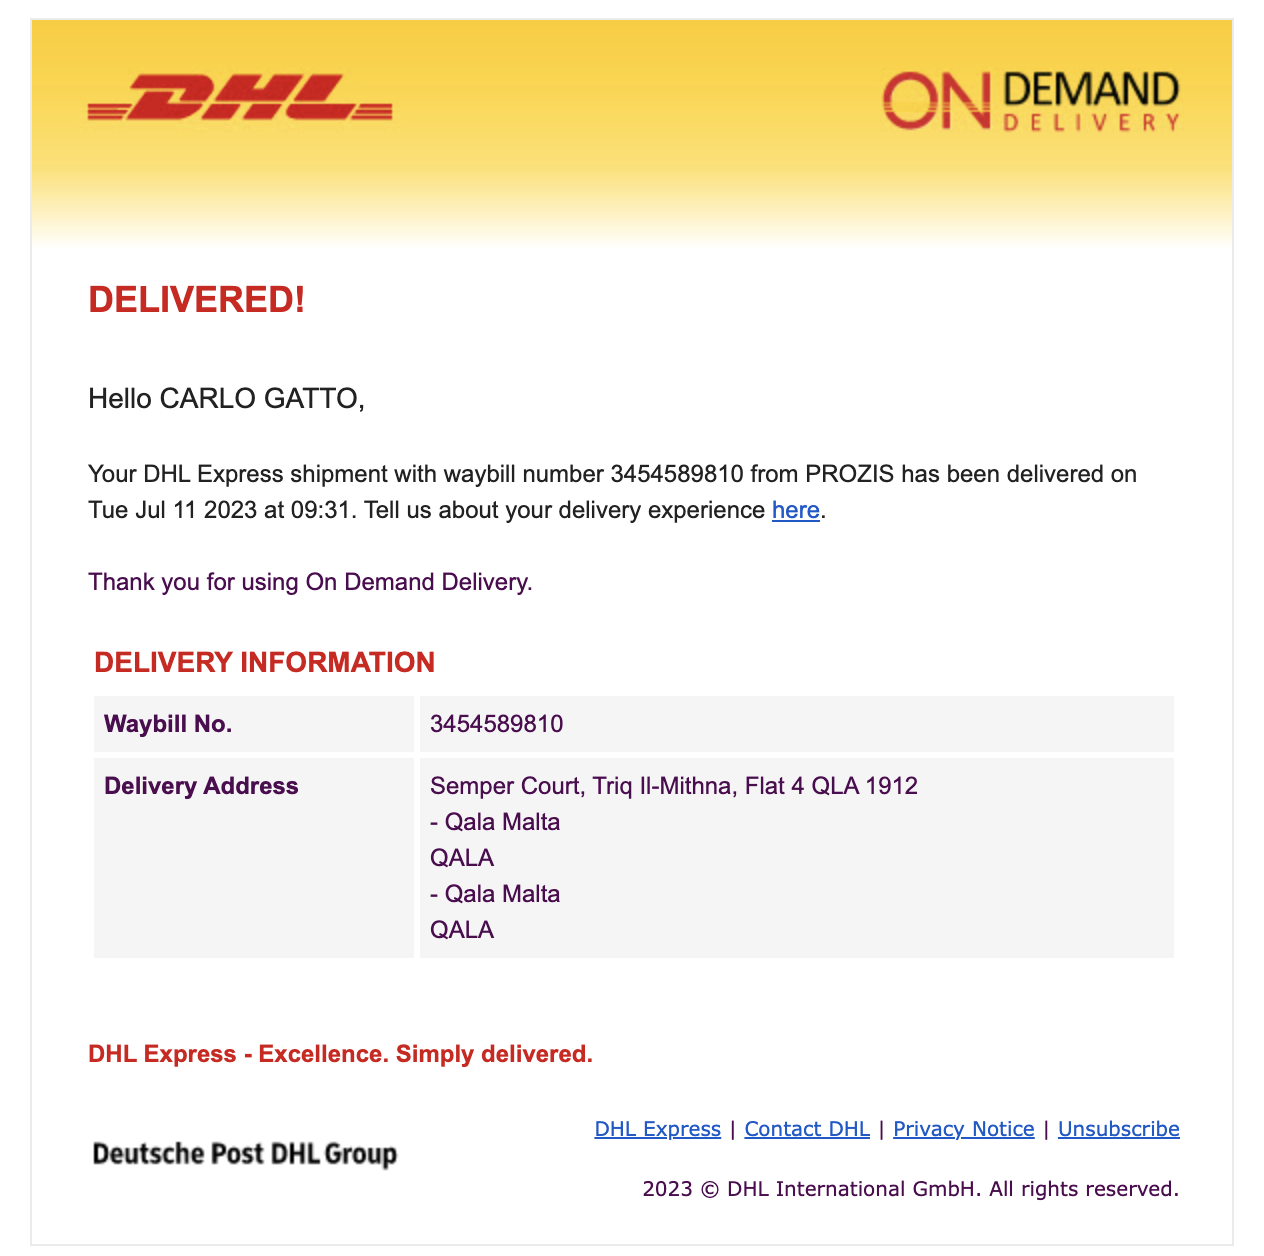 DHL
ON DEMAND
DELIVERY
DELIVERED!
Hello CARLO GATTO,
Your DHL Express shipment with waybill number 3454589810 from PROZIS has been delivered on
Tue Jul 11 2023 at 09:31. Tell us about your delivery experience here.
Thank you for using On Demand Delivery.
DELIVERY INFORMATION
Waybill No. 3454589810
Delivery Address Semper Court, Triq Il-Mithna, Flat 4 QLA 1912
- Qala Malta
QALA
- Qala Malta
QALA
DHL Express - Excellence. Simply delivered.
DHL Express | Contact DHL | Privacy Notice | Unsubscribe
Deutsche Post DHL Group
2023 © DHL International GmbH. All rights reserved.